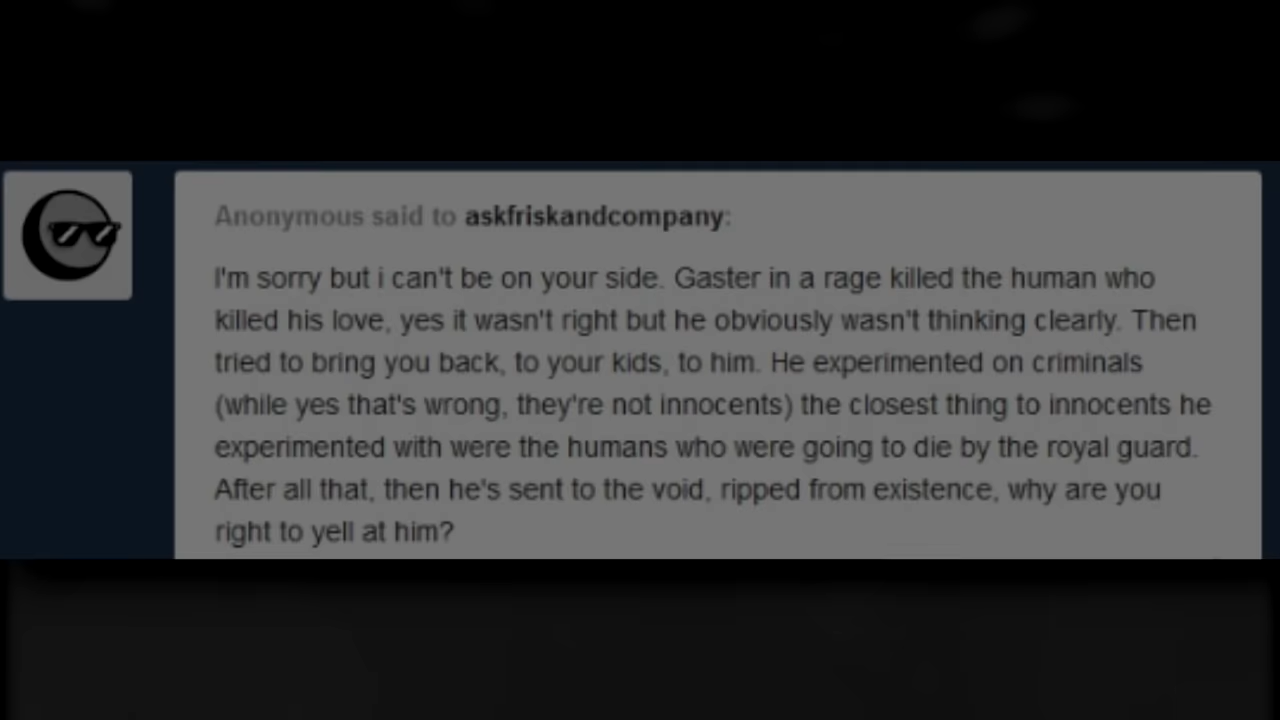 Anonymous said to askfriskandcompany:
I'm sorry but i can't be on your side. Gaster in a rage killed the human who
killed his love, yes it wasn't right but he obviously wasn't thinking clearly. Then
tried to bring you back, to your kids, to him. He experimented on criminals
(while yes that's wrong, they're not innocents) the closest thing to innocents he
experimented with were the humans who were going to die by the royal guard.
After all that, then he's sent to the void, ripped from existence, why are you
right to yell at him?